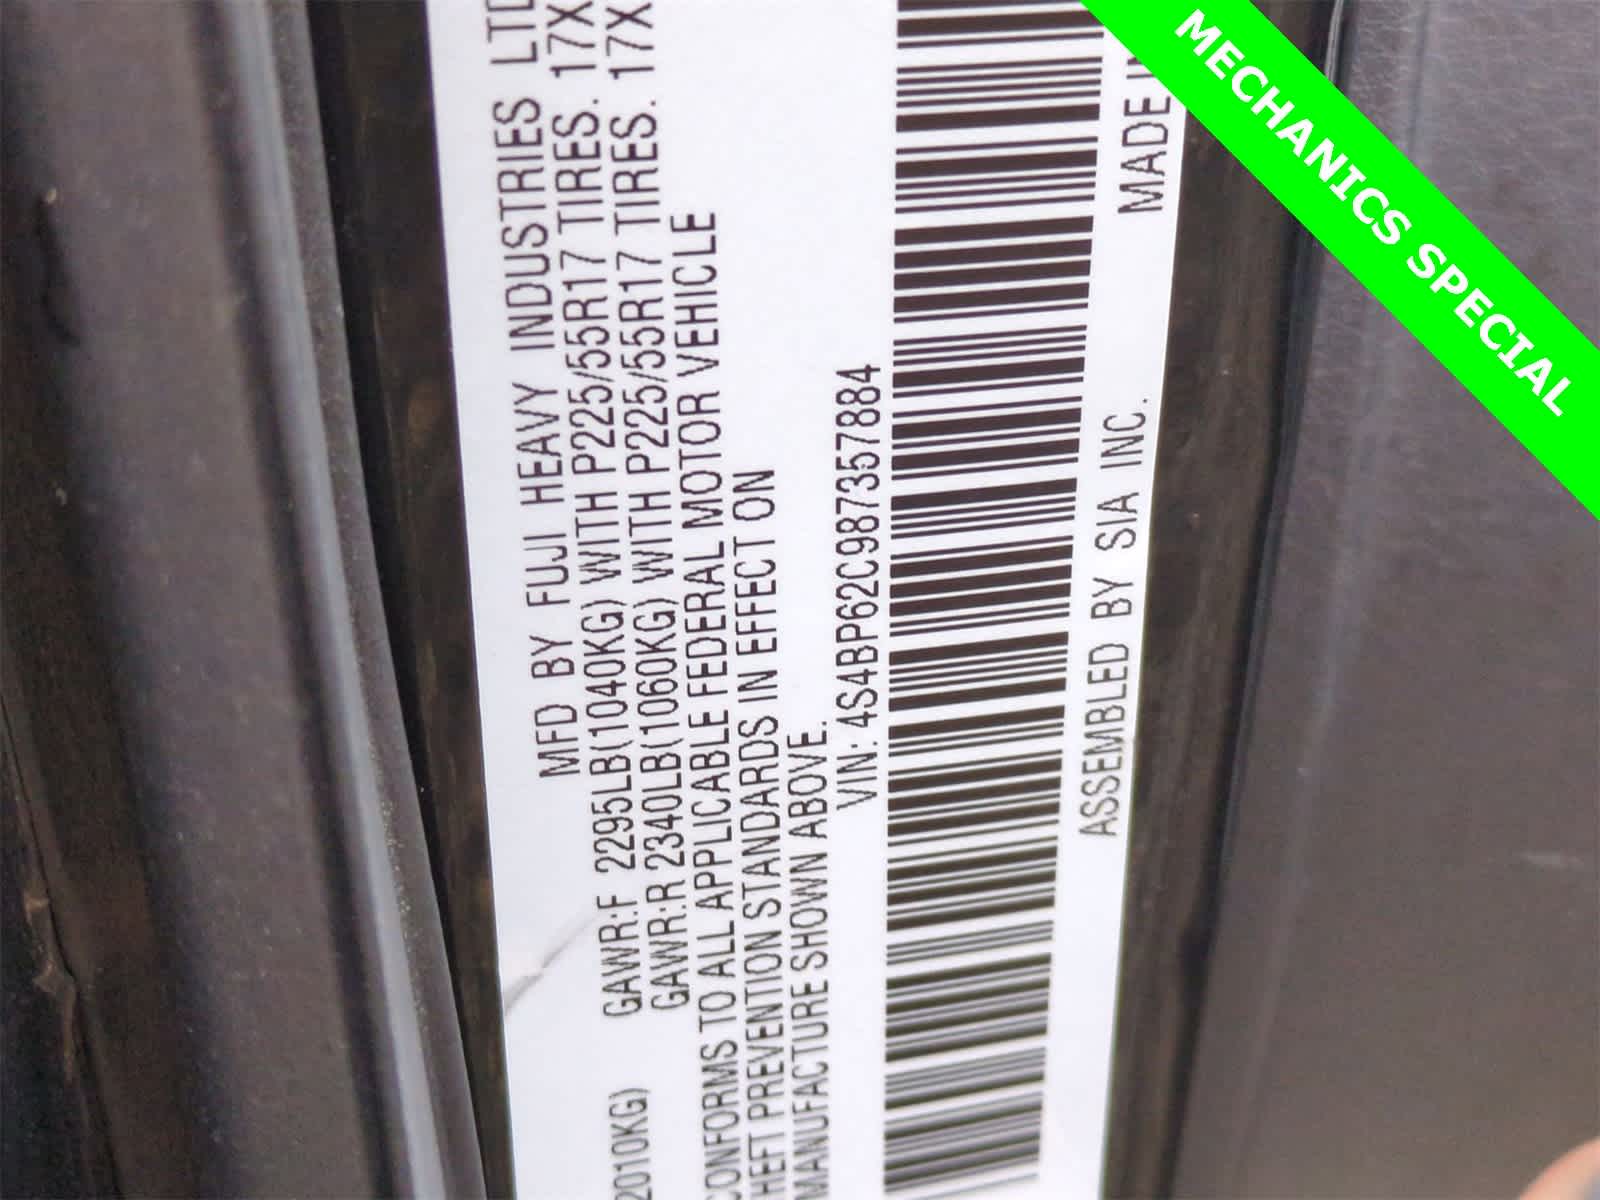 MFD BY FUJI HEAVY INDUSTRIES LTD
GAWR:F 2295LB(1040KG) WITH P225/55R17 TIRES. 17X
2010KG) GAWR:R 2340LB(1060KG) WITH P225/55R17 TIRES. 17X
CONFORMS TO ALL APPLICABLE FEDERAL MOTOR VEHICLE
THEFT PREVENTION STANDARDS IN EFFECT ON
MANUFACTURE SHOWN ABOVE.
VIN: 4S4BP62C987357884
ASSEMBLED BY SIA INC. MADE
MECHANICS SPECIAL